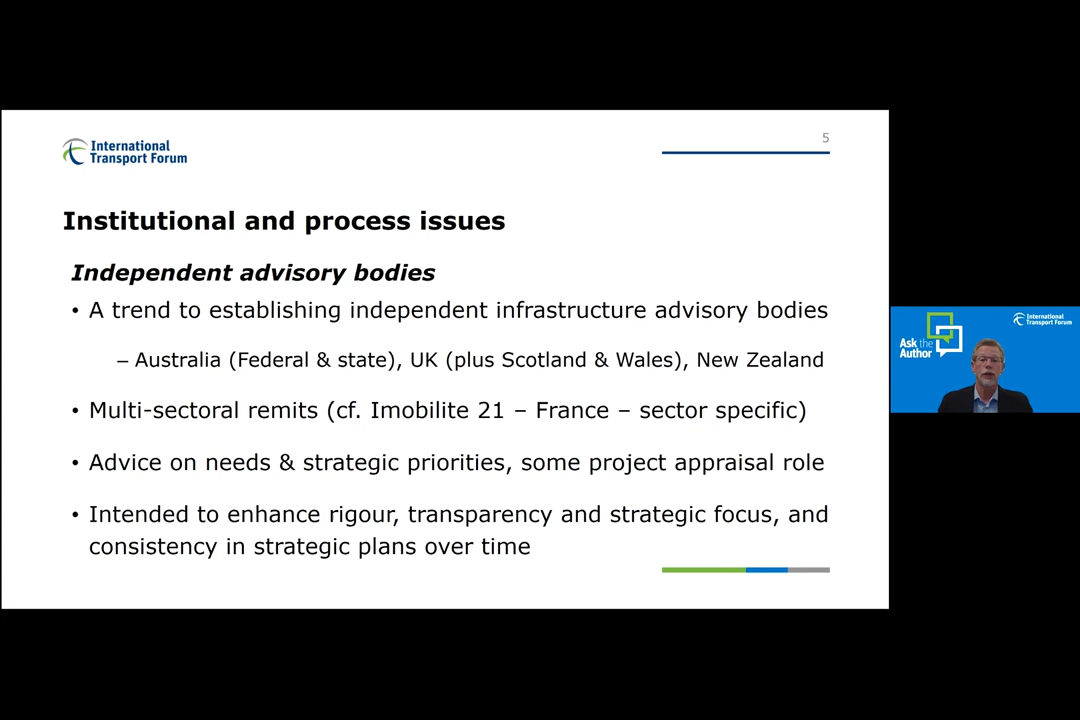 International
Transport Forum
5
Institutional and process issues
Independent advisory bodies
• A trend to establishing independent infrastructure advisory bodies
– Australia (Federal & state), UK (plus Scotland & Wales), New Zealand
• Multi-sectoral remits (cf. Imobilite 21 – France – sector specific)
• Advice on needs & strategic priorities, some project appraisal role
• Intended to enhance rigour, transparency and strategic focus, and
consistency in strategic plans over time
Ask the
Author
International
Transport Forum